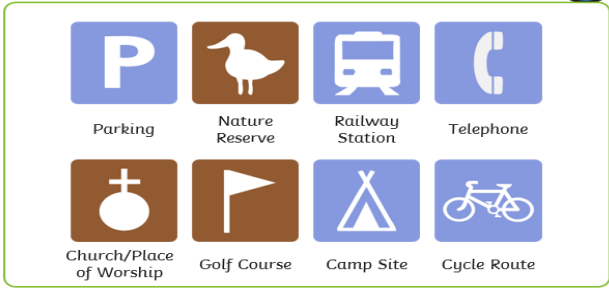 P
Parking
Nature
Reserve
Railway
Station
Telephone
Church/Place
of Worship
Golf Course
Camp Site
Cycle Route